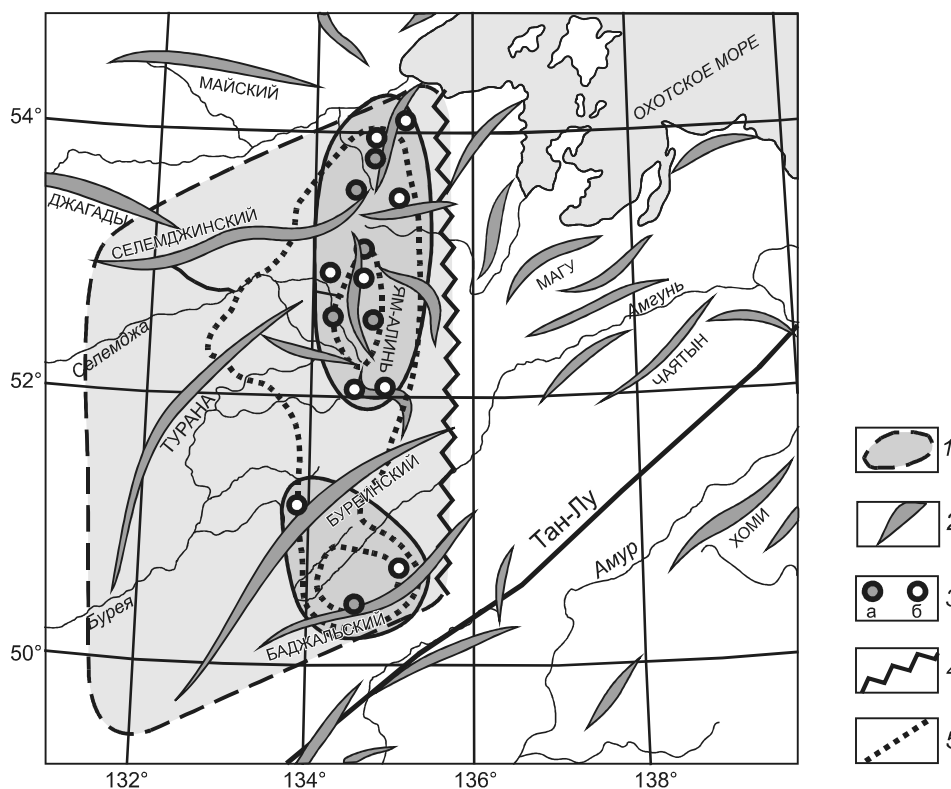 МАЙСКИЙ
ОХОТСКОЕ МОРЕ
54°
ДЖАГАДЫ
СЕЛЕМДЖИНСКИЙ
МАГУ
Амгунь
ЯМ-АЛИНЬ
Селемджа
ЧАЯТЫН
52°
ТУРАНА
1
БУРЕИНСКИЙ
Тан-Лу
ХОМИ
2
Амур
3
а б
Бурея
БАДЖАЛЬСКИЙ
50°
4
5
132° 134° 136° 138°